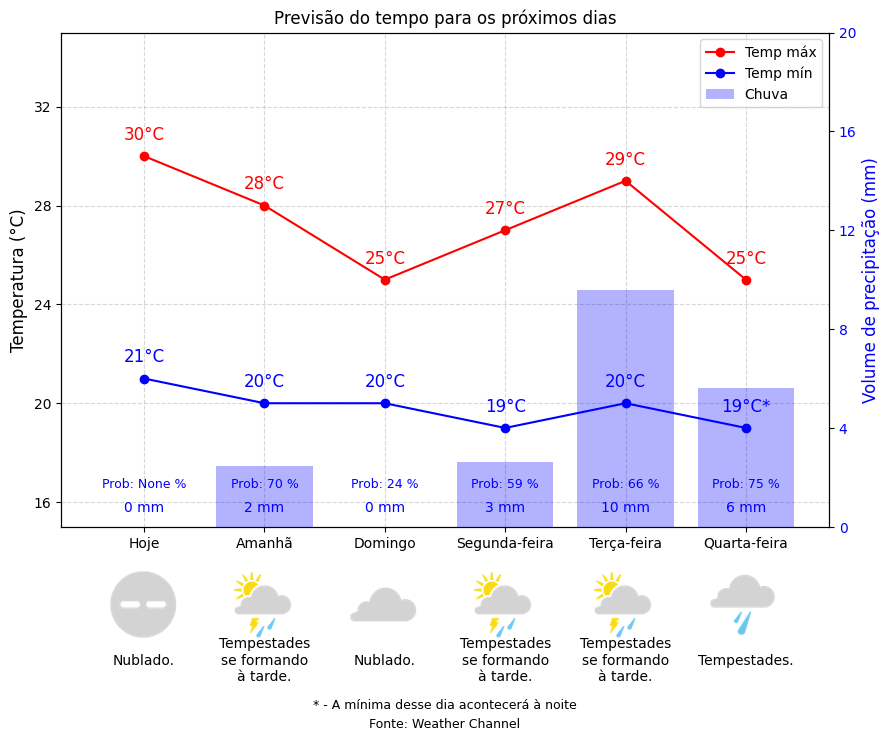 Previsão do tempo para os próximos dias
Temp máx
Temp mín
Chuva
Temperatura (°C)
32
28
24
20
16
Volume de precipitação (mm)
20
16
12
8
4
0
30°C
28°C
25°C
27°C
29°C
25°C
21°C
20°C
20°C
19°C
20°C
19°C*
Prob: None %
Prob: 70 %
Prob: 24 %
Prob: 59 %
Prob: 66 %
Prob: 75 %
0 mm
2 mm
0 mm
3 mm
10 mm
6 mm
Hoje
Amanhã
Domingo
Segunda-feira
Terça-feira
Quarta-feira
Nublado.
Tempestades
se formando
à tarde.
Nublado.
Tempestades
se formando
à tarde.
Tempestades
se formando
à tarde.
Tempestades.
* - A mínima desse dia acontecerá à noite
Fonte: Weather Channel